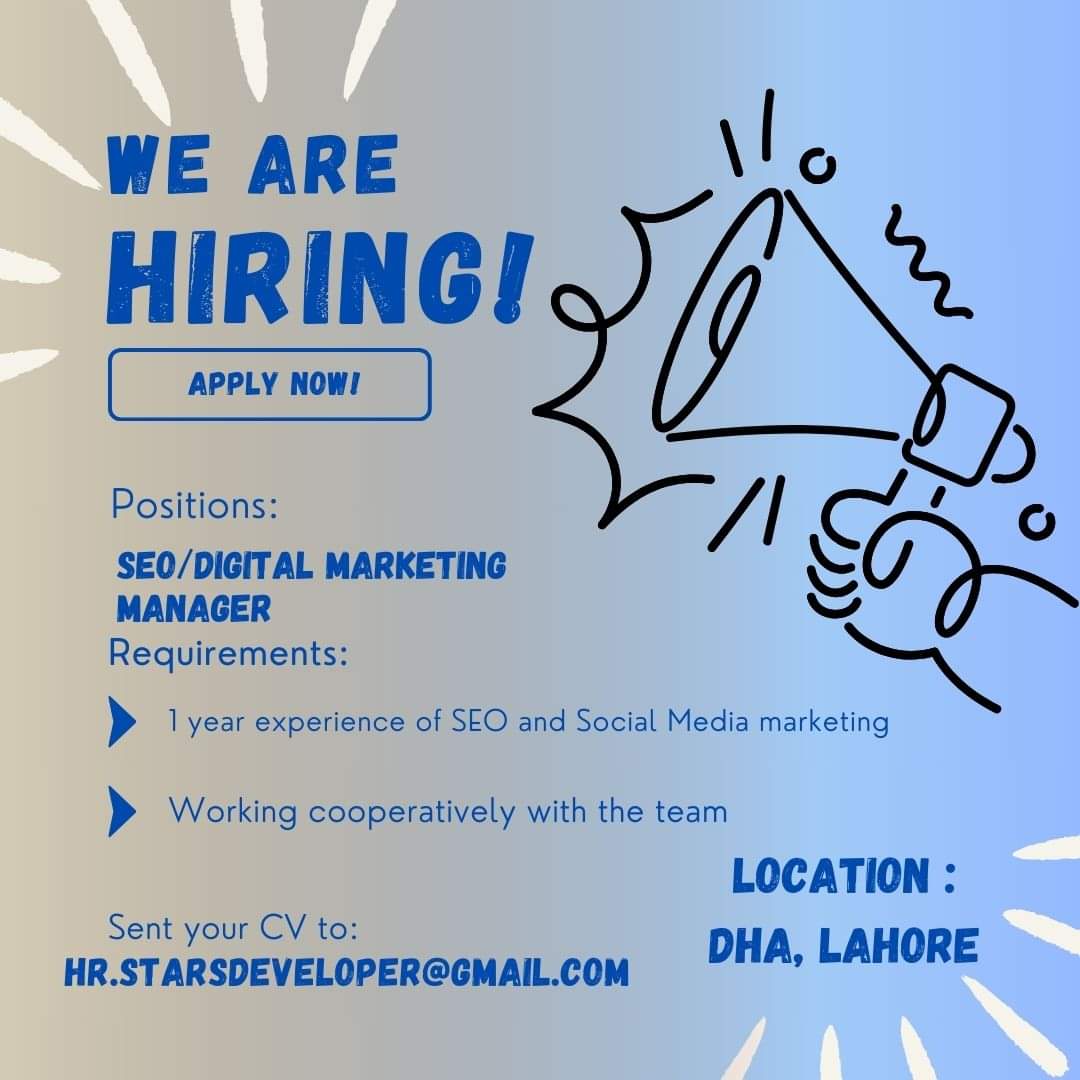 WE ARE
HIRING!
APPLY NOW!
Positions:
SEO/DIGITAL MARKETING
MANAGER
Requirements:
1 year experience of SEO and Social Media marketing
Working cooperatively with the team
LOCATION :
DHA, LAHORE
Sent your CV to:
HR.STARSDEVELOPER@GMAIL.COM